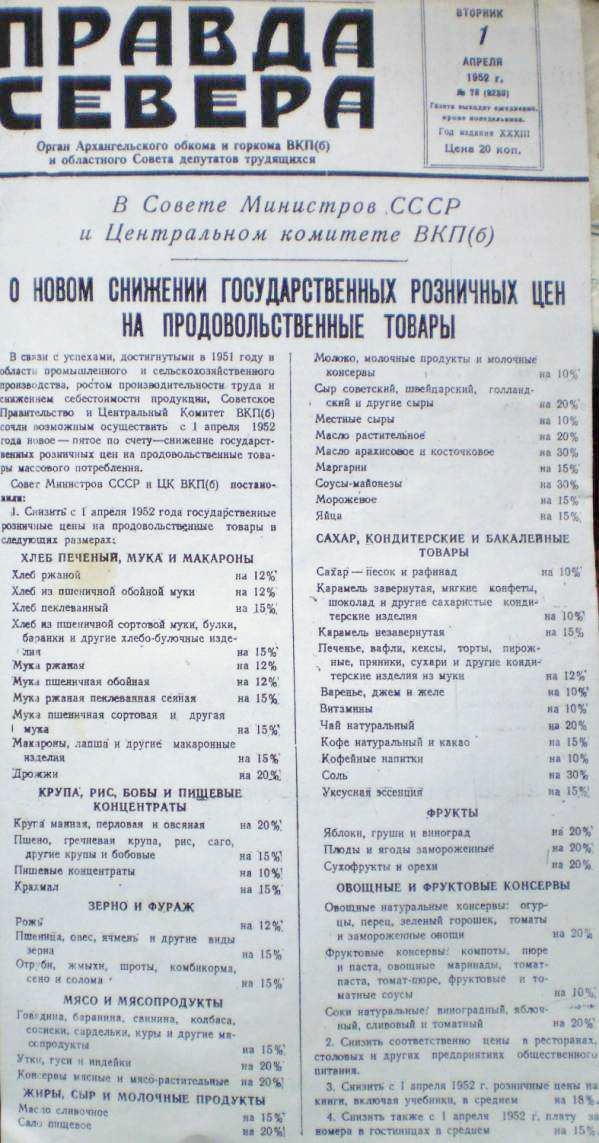 ПРАВДА
СЕВЕРА
Орган Архангельского обкома и горкома ВКП(б)
и областного Совета депутатов трудящихся
ВТОРНИК
1
АПРЕЛЯ
1952 г.
№ 78 (9230)
Газета выходит ежедневно,
кроме понедельника.
Год издания XXXIII
Цена 20 коп.
В Совете Министров СССР
и Центральном комитете ВКП(б)
О НОВОМ СНИЖЕНИИ ГОСУДАРСТВЕННЫХ РОЗНИЧНЫХ ЦЕН
НА ПРОДОВОЛЬСТВЕННЫЕ ТОВАРЫ
В связи с успехами, достигнутыми в 1951 году в
области промышленного и сельскохозяйственного
производства, ростом производительности труда и
снижением себестоимости продукции, Советское
Правительство и Центральный Комитет ВКП(б)
сочли возможным осуществить с 1 апреля 1952
года новое — пятое по счету — снижение государст-
венных розничных цен на продовольственные това-
ры массового потребления.
Совет Министров СССР и ЦК ВКП(б) постано-
вили:
1. Снизить с 1 апреля 1952 года государственные
розничные цены на продовольственные товары в
следующих размерах:
ХЛЕБ ПЕЧЕНЫЙ, МУКА И МАКАРОНЫ
Хлеб ржаной на 12%
Хлеб из пшеничной обойной муки на 12%
Хлеб пеклеванный на 15%
Хлеб из пшеничной сортовой муки, булки,
баранки и другие хлебо-булочные изде-
лия на 15%
Мука ржаная на 12%
Мука пшеничная обойная на 12%
Мука ржаная пеклеванная сеяная на 15%
Мука пшеничная сортовая и другая
мука на 15%
Макароны, лапша и другие макаронные
изделия на 15%
Дрожжи на 20%
КРУПА, РИС, БОБЫ И ПИЩЕВЫЕ
КОНЦЕНТРАТЫ
Крупа манная, перловая и овсяная на 20%
Пшено, гречневая крупа, рис, саго,
другие крупы и бобовые на 15%
Пищевые концентраты на 10%
Крахмал на 15%
ЗЕРНО И ФУРАЖ
Рожь на 12%
Пшеница, овес, ячмень и другие виды
зерна на 15%
Отруби, жмыхи, шроты, комбикорма,
сено и солома на 15%
МЯСО И МЯСОПРОДУКТЫ
Говядина, баранина, свинина, колбаса,
сосиски, сардельки, куры и другие мя-
сопродукты на 15%
Утки, гуси и индейки на 20%
Консервы мясные и мясо-растительные на 20%
ЖИРЫ, СЫР И МОЛОЧНЫЕ ПРОДУКТЫ
Масло сливочное на 15%
Сало пищевое на 20%
Молоко, молочные продукты и молочные
консервы на 10%
Сыр советский, швейцарский, голланд-
ский и другие сыры на 20%
Местные сыры на 10%
Масло растительное на 20%
Масло арахисовое и косточковое на 30%
Маргарин на 15%
Соусы-майонезы на 30%
Мороженое на 15%
Яйца на 15%
САХАР, КОНДИТЕРСКИЕ И БАКАЛЕЙНЫЕ
ТОВАРЫ
Сахар — песок и рафинад на 10%
Карамель завернутая, мягкие конфеты,
шоколад и другие сахаристые конди-
терские изделия на 10%
Карамель незавернутая на 15%
Печенье, вафли, кексы, торты, пирож-
ные, пряники, сухари и другие конди-
терские изделия из муки на 12%
Варенье, джем и желе на 10%
Витамины на 10%
Чай натуральный на 20%
Кофе натуральный и какао на 15%
Кофейные напитки на 10%
Соль на 30%
Уксусная эссенция на 15%
ФРУКТЫ
Яблоки, груши и виноград на 20%
Плоды и ягоды замороженные на 20%
Сухофрукты и орехи на 20%
ОВОЩНЫЕ И ФРУКТОВЫЕ КОНСЕРВЫ
Овощные натуральные консервы: огур-
цы, перец, зеленый горошек, томаты
и замороженные овощи на 20%
Фруктовые консервы: компоты, пюре
и паста, овощные маринады, томат-
паста, томат-пюре, фруктовые и то-
матные соусы на 10%
Соки натуральные: виноградный, яблоч-
ный, сливовый и томатный на 20%
2. Снизить соответственно цены в ресторанах,
столовых и других предприятиях общественного
питания.
3. Снизить с 1 апреля 1952 г. розничные цены на
книги, включая учебники, в среднем на 18%.
4. Снизить также с 1 апреля 1952 г. плату за
номера в гостиницах в среднем на 15%.